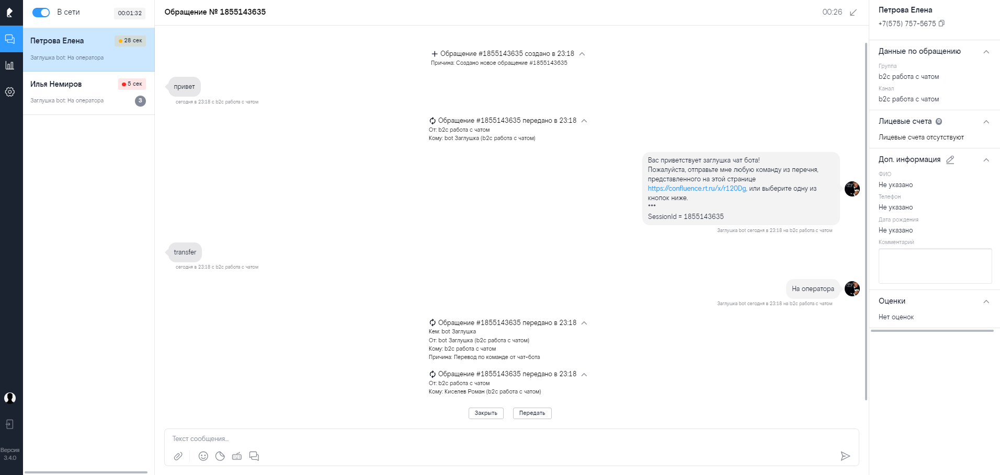 В сети
00:01:32
Петрова Елена
28 сек
Заглушка bot: На оператора
Илья Немиров
5 сек
Заглушка bot: На оператора
3
Версия
3.4.0
Обращение № 1855143635
00:26
Обращение #1855143635 создано в 23:18
Причина: Создано новое обращение #1855143635
привет
сегодня в 23:18 с b2c работа с чатом
Обращение #1855143635 передано в 23:18
От: b2c работа с чатом
Кому: bot Заглушка (b2c работа с чатом)
Вас приветствует заглушка чат бота!
Пожалуйста, отправьте мне любую команду из перечня,
представленного на этой странице
https://confluence.rt.ru/x/r120Dg, или выберите одну из
кнопок ниже.
***
SessionId = 1855143635
Заглушка bot сегодня в 23:18 на b2c работа с чатом
transfer
сегодня в 23:18 с b2c работа с чатом
На оператора
Заглушка bot сегодня в 23:18 на b2c работа с чатом
Обращение #1855143635 передано в 23:18
Кем: bot Заглушка
От: bot Заглушка (b2c работа с чатом)
Кому: b2c работа с чатом
Причина: Перевод по команде от чат-бота
Обращение #1855143635 передано в 23:18
От: b2c работа с чатом
Кому: Киселев Роман (b2c работа с чатом)
Закрыть
Передать
Текст сообщения...
Петрова Елена
+7(575) 757-5675
Данные по обращению
Группа
b2c работа с чатом
Канал
b2c работа с чатом
Лицевые счета 0
Лицевые счета отсутствуют
Доп. информация
ФИО
Не указано
Телефон
Не указано
Дата рождения
Не указано
Комментарий
Оценки
Нет оценок